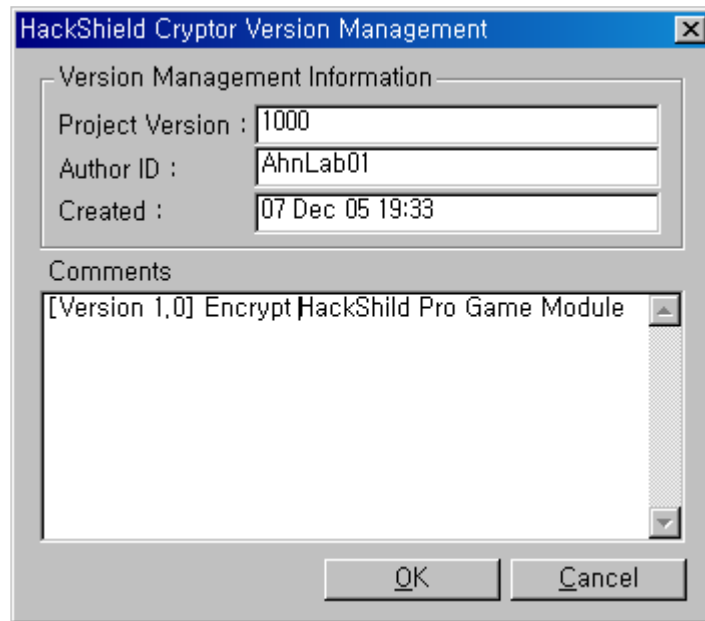 HackShield Cryptor Version Management
Version Management Information
Project Version : 1000
Author ID : AhnLab01
Created : 07 Dec 05 19:33
Comments
[Version 1.0] Encrypt HackShild Pro Game Module
OK Cancel